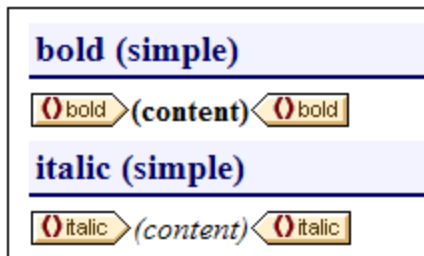 bold (simple)
() bold (content) () bold
italic (simple)
() italic (content) () italic